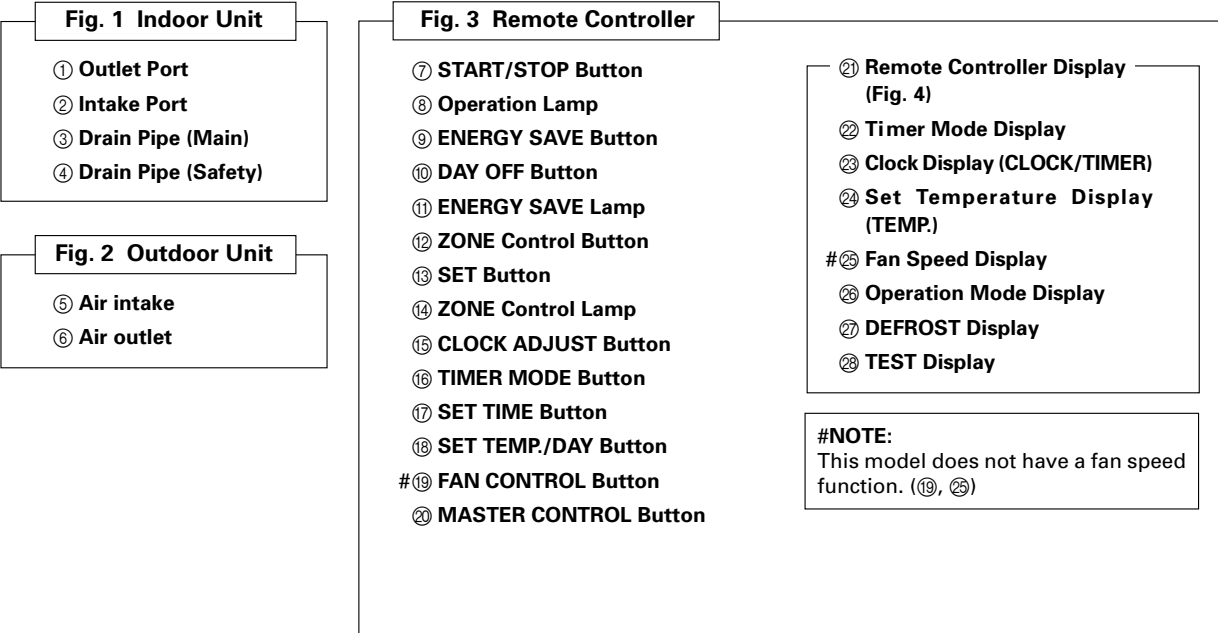 Fig. 1 Indoor Unit
① Outlet Port
② Intake Port
③ Drain Pipe (Main)
④ Drain Pipe (Safety)
Fig. 2 Outdoor Unit
⑤ Air intake
⑥ Air outlet
Fig. 3 Remote Controller
⑦ START/STOP Button
⑧ Operation Lamp
⑨ ENERGY SAVE Button
⑩ DAY OFF Button
⑪ ENERGY SAVE Lamp
⑫ ZONE Control Button
⑬ SET Button
⑭ ZONE Control Lamp
⑮ CLOCK ADJUST Button
⑯ TIMER MODE Button
⑰ SET TIME Button
⑱ SET TEMP./DAY Button
#⑲ FAN CONTROL Button
⑳ MASTER CONTROL Button
㉑ Remote Controller Display
(Fig. 4)
㉒ Timer Mode Display
㉓ Clock Display (CLOCK/TIMER)
㉔ Set Temperature Display
(TEMP.)
#㉕ Fan Speed Display
㉖ Operation Mode Display
㉗ DEFROST Display
㉘ TEST Display
#NOTE:
This model does not have a fan speed
function. (⑲, ㉕)